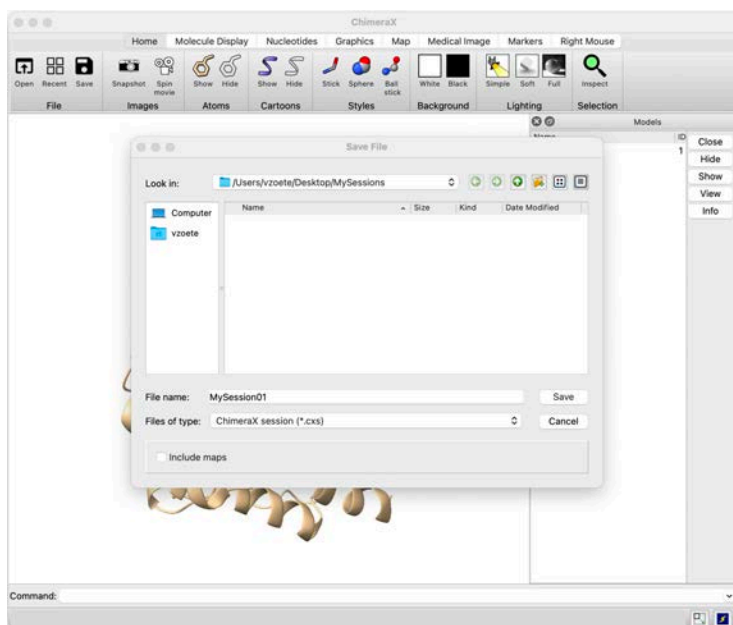 ChimeraX
Home Molecule Display Nucleotides Graphics Map Medical Image Markers Right Mouse
Open Recent Save Snapshot Spin movie Show Hide Show Hide Stick Sphere Ball stick White Black Simple Soft Full Inspect
File Images Atoms Cartoons Styles Background Lighting Selection
Models
Name ID
1
Close
Hide
Show
View
Info
Save File
Look in: /Users/vzoete/Desktop/MySessions
Computer
vzoete
Name Size Kind Date Modified
File name: MySession01 Save
Files of type: ChimeraX session (*.cxs) Cancel
Include maps
Command: